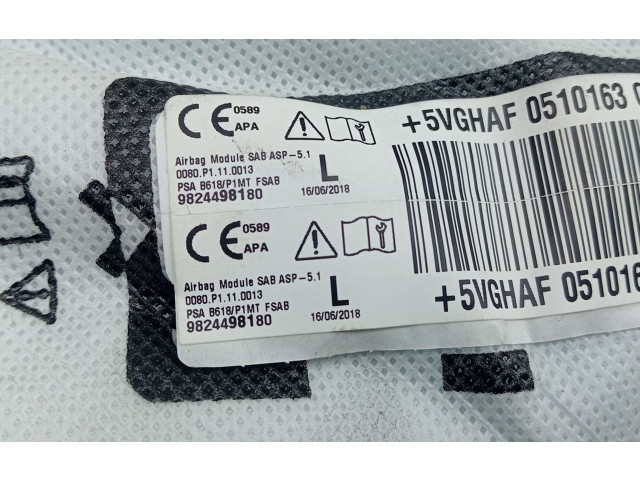 CE 0589
APA
+5VGHAF 0510163
Airbag Module SAB ASP-5.1
0080.P1.11.0013
PSA B618/P1MT FSAB
9824498180
L
16/06/2018
CE 0589
APA
Airbag Module SAB ASP-5.1
0080.P1.11.0013
PSA B618/P1MT FSAB
9824498180
L
16/06/2018
+5VGHAF 051016